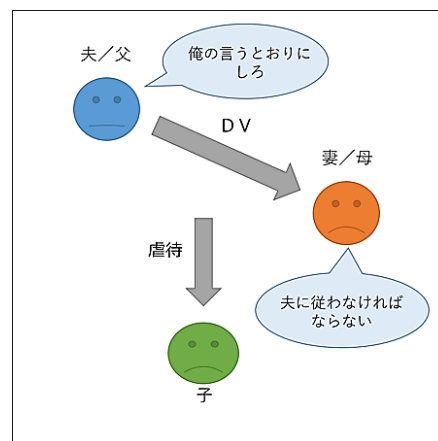 夫／父
俺の言うとおりに
しろ
ＤＶ
妻／母
虐待
夫に従わなければ
ならない
子